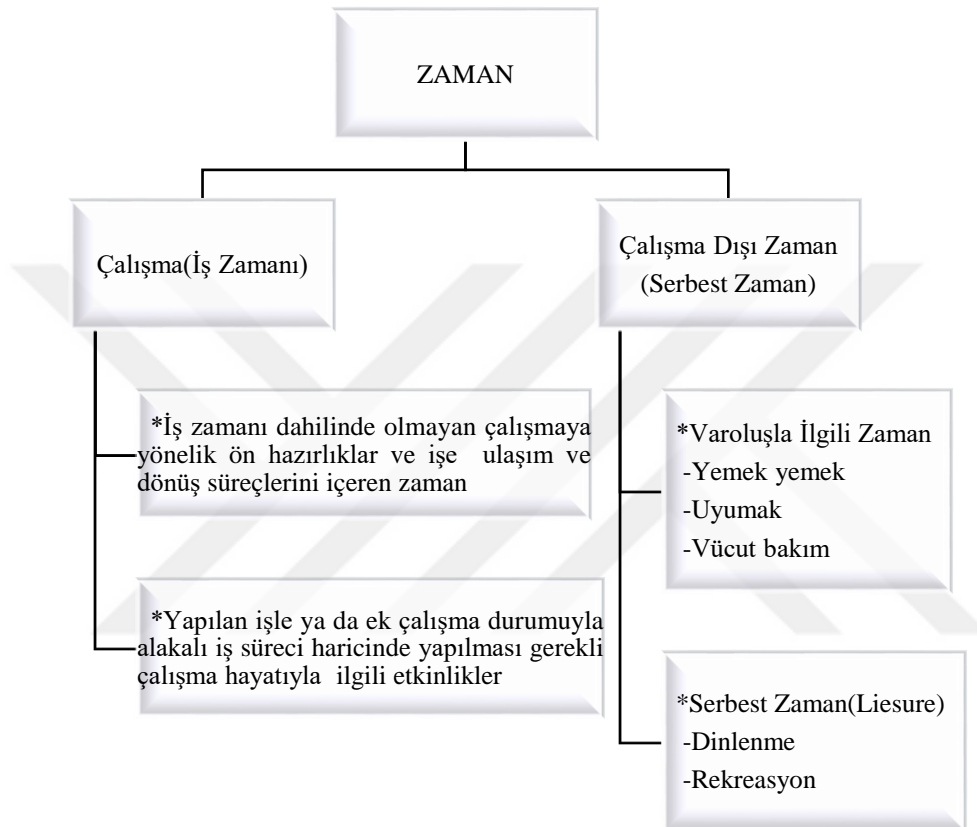 ZAMAN
Çalışma(İş Zamanı)
Çalışma Dışı Zaman
(Serbest Zaman)
*İş zamanı dahilinde olmayan çalışmaya
yönelik ön hazırlıklar ve işe ulaşım ve
dönüş süreçlerini içeren zaman
*Yapılan işle ya da ek çalışma durumuyla
alakalı iş süreci haricinde yapılması gerekli
çalışma hayatıyla ilgili etkinlikler
*Varoluşla İlgili Zaman
-Yemek yemek
-Uyumak
-Vücut bakım
*Serbest Zaman(Liesure)
-Dinlenme
-Rekreasyon